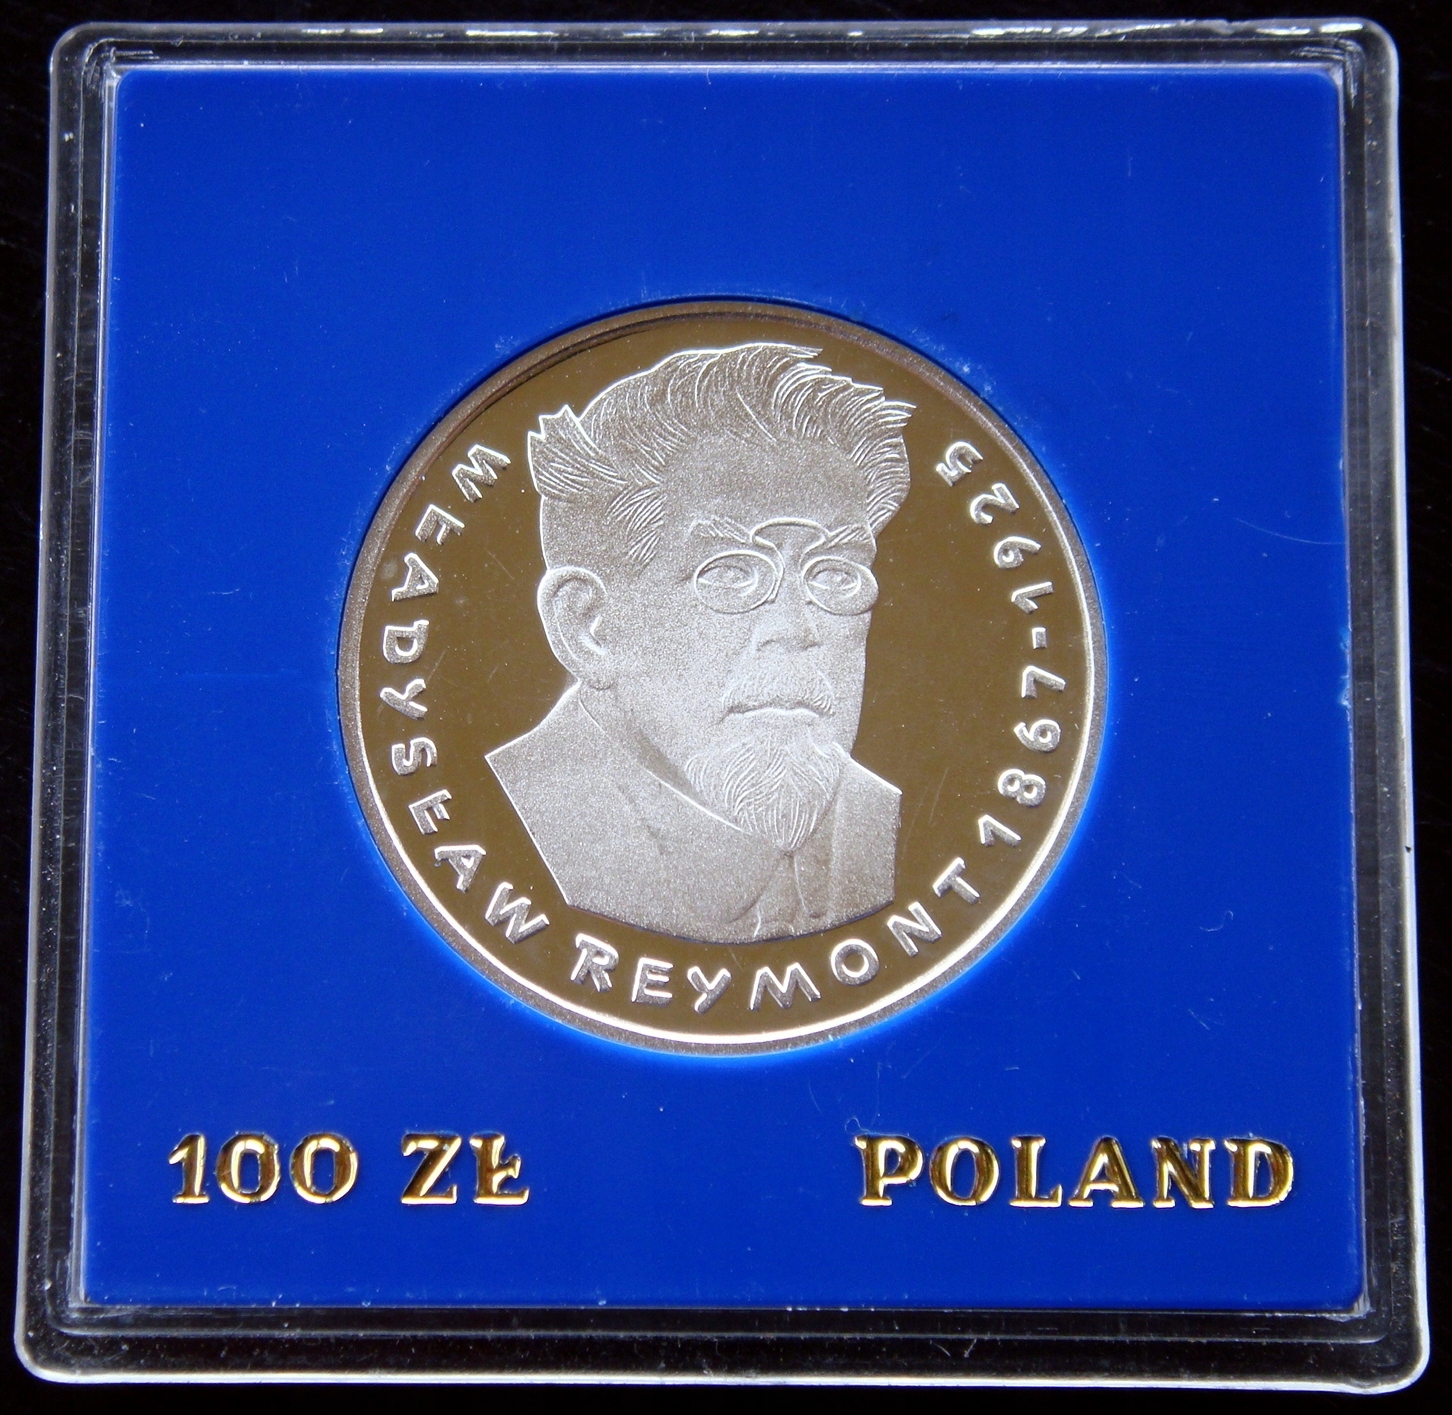 WŁADYSŁAW REYMONT 1867-1925
100 ZŁ
POLAND